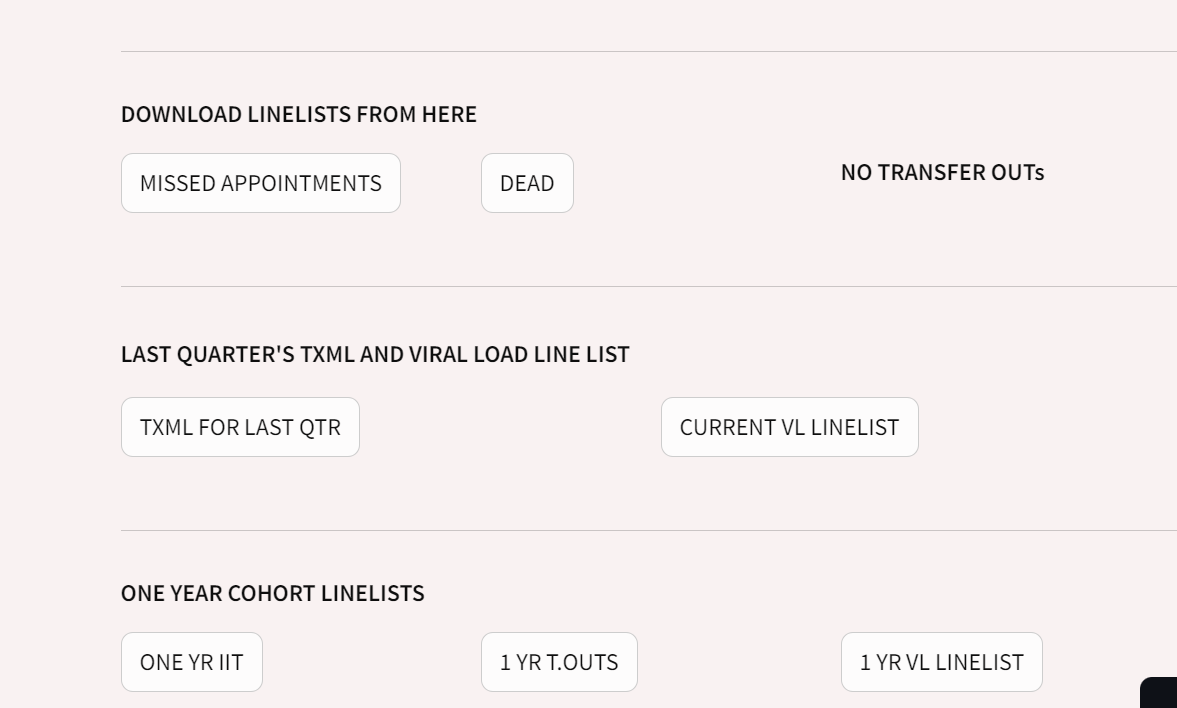 DOWNLOAD LINELISTS FROM HERE
MISSED APPOINTMENTS
DEAD
NO TRANSFER OUTs
LAST QUARTER'S TXML AND VIRAL LOAD LINE LIST
TXML FOR LAST QTR
CURRENT VL LINELIST
ONE YEAR COHORT LINELISTS
ONE YR IIT
1 YR T.OUTS
1 YR VL LINELIST